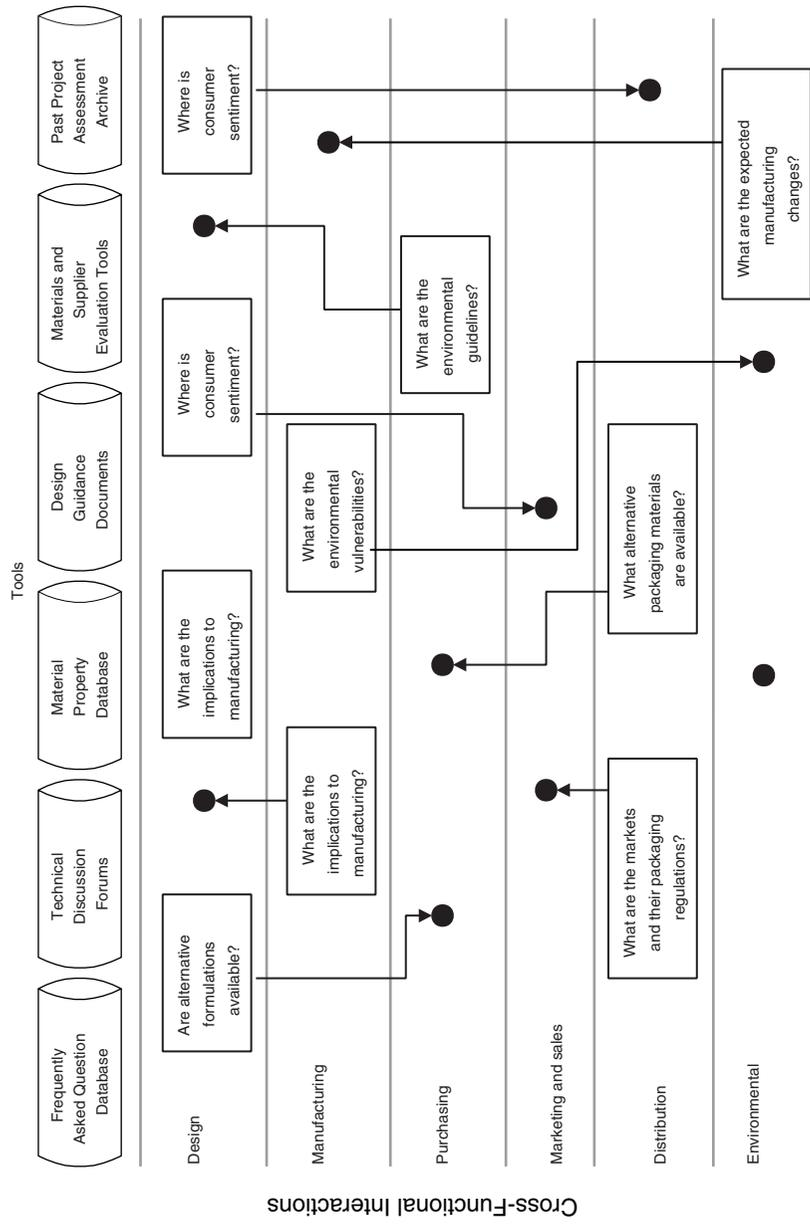 Tools
Frequently
Asked Question
Database
Technical
Discussion
Forums
Material
Property
Database
Design
Guidance
Documents
Materials and
Supplier
Evaluation Tools
Past Project
Assessment
Archive
Cross-Functional Interactions
Design
Are alternative
formulations
available?
What are the
implications to
manufacturing?
Where is
consumer
sentiment?
Where is
consumer
sentiment?
Manufacturing
What are the
implications to
manufacturing?
What are the
environmental
vulnerabilities?
Purchasing
What are the
environmental
guidelines?
Marketing and sales
Distribution
What are the markets
and their packaging
regulations?
What alternative
packaging materials
are available?
Environmental
What are the expected
manufacturing
changes?